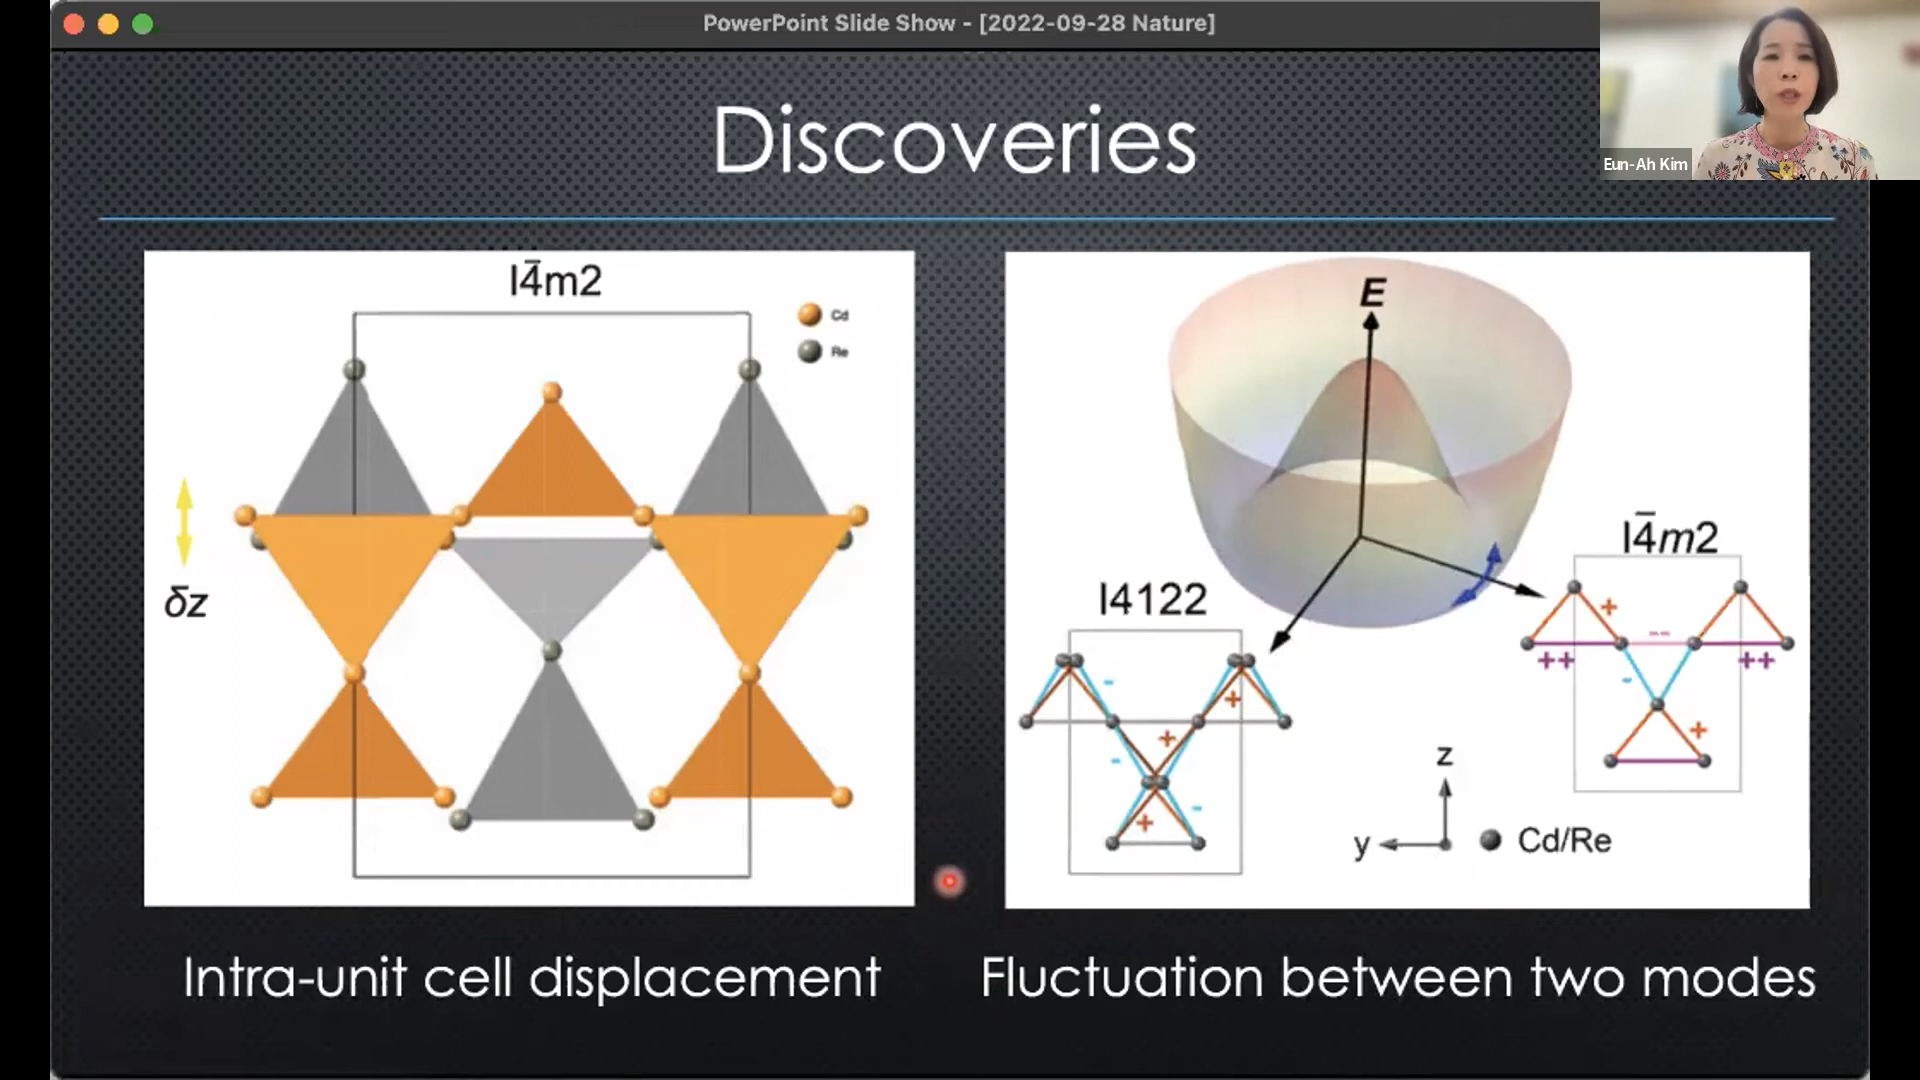 PowerPoint Slide Show - [2022-09-28 Nature]
Eun-Ah Kim
Discoveries
I4̄m2
Cd
Re
δz
E
I4122
I4̄m2
+
--
++
++
-
+
-
+
+
-
-
+
z
y
Cd/Re
Intra-unit cell displacement
Fluctuation between two modes